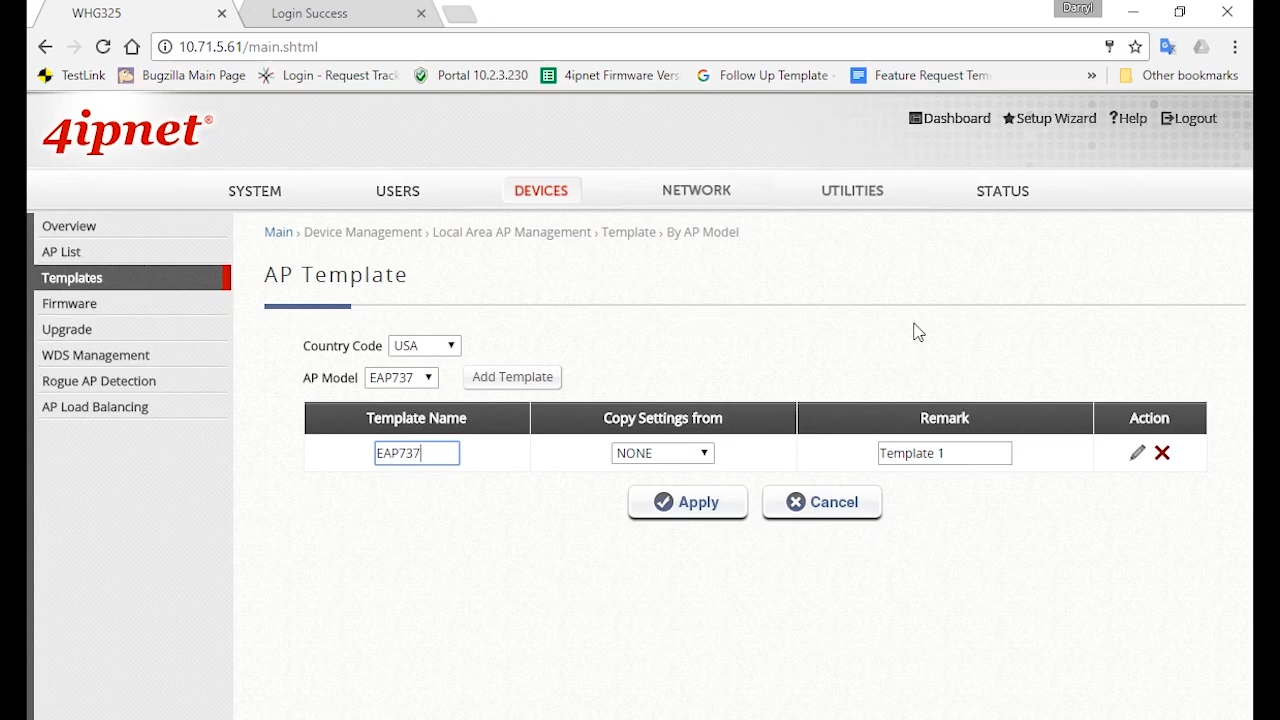 WHG325
Login Success
Darryl
10.71.5.61/main.shtml
TestLink
Bugzilla Main Page
Login - Request Track
Portal 10.2.3.230
4ipnet Firmware Vers
Follow Up Template -
Feature Request Tem
»
Other bookmarks
4ipnet®
Dashboard
Setup Wizard
?Help
Logout
SYSTEM
USERS
DEVICES
NETWORK
UTILITIES
STATUS
Overview
AP List
Templates
Firmware
Upgrade
WDS Management
Rogue AP Detection
AP Load Balancing
Main › Device Management › Local Area AP Management › Template › By AP Model
AP Template
Country Code USA
AP Model EAP737 Add Template
Template Name Copy Settings from Remark Action
EAP737 NONE Template 1
Apply Cancel